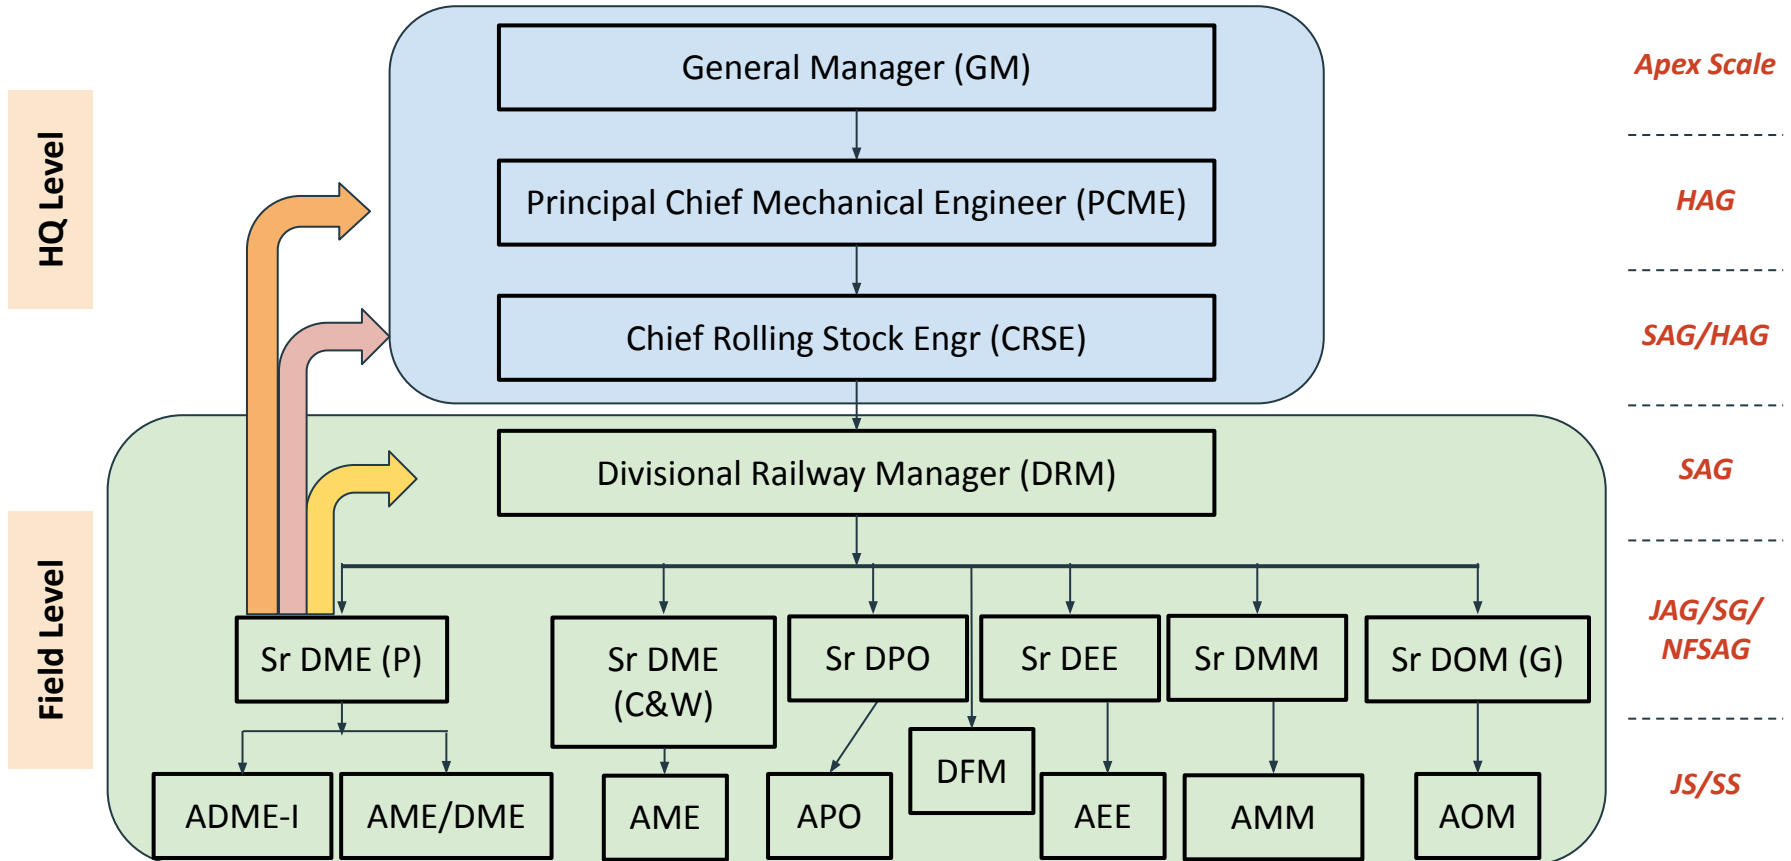 General Manager (GM)
Apex Scale
HQ Level
Principal Chief Mechanical Engineer (PCME)
HAG
Chief Rolling Stock Engr (CRSE)
SAG/HAG
Divisional Railway Manager (DRM)
SAG
Field Level
Sr DME (P)
Sr DME
(C&W)
Sr DPO
Sr DEE
Sr DMM
Sr DOM (G)
JAG/SG/
NFSAG
ADME-I
AME/DME
AME
APO
DFM
AEE
AMM
AOM
JS/SS